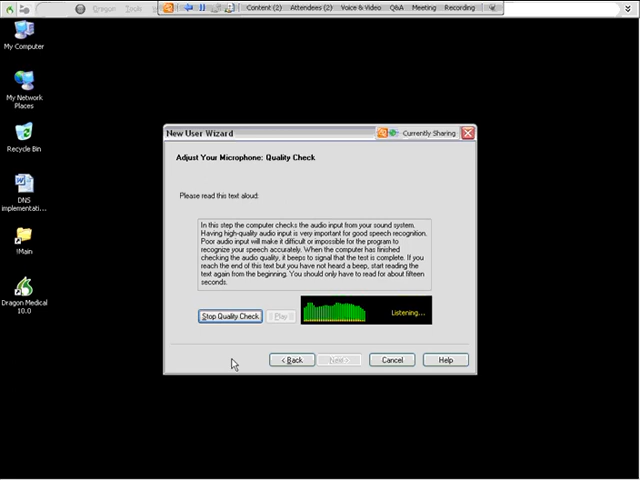 Dragon Tools
Content (2) Attendees (2) Voice & Video Q&A Meeting Recording
My Computer
My Network
Places
Recycle Bin
DNS
implementati...
!Main
Dragon Medical
10.0
New User Wizard
Currently Sharing
Adjust Your Microphone: Quality Check
Please read this text aloud:
In this step the computer checks the audio input from your sound system.
Having high-quality audio input is very important for good speech recognition.
Poor audio input will make it difficult or impossible for the program to
recognize your speech accurately. When the computer has finished
checking the audio quality, it beeps to signal that the test is complete. If you
reach the end of this text but you have not heard a beep, start reading the
text again from the beginning. You should only have to read for about fifteen
seconds.
Stop Quality Check Play Listening...
< Back Next > Cancel Help